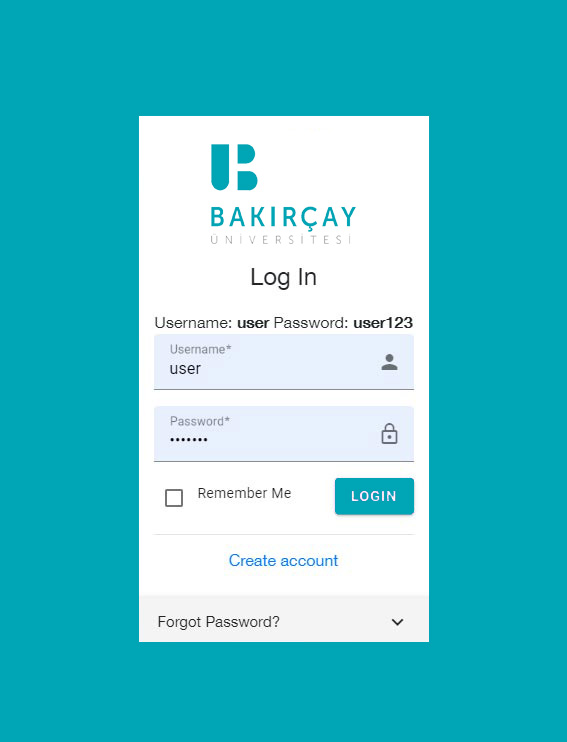 BAKIRÇAY
ÜNİVERSİTESİ
Log In
Username: user Password: user123
Username*
user
Password*
•••••••
Remember Me
LOGIN
Create account
Forgot Password?